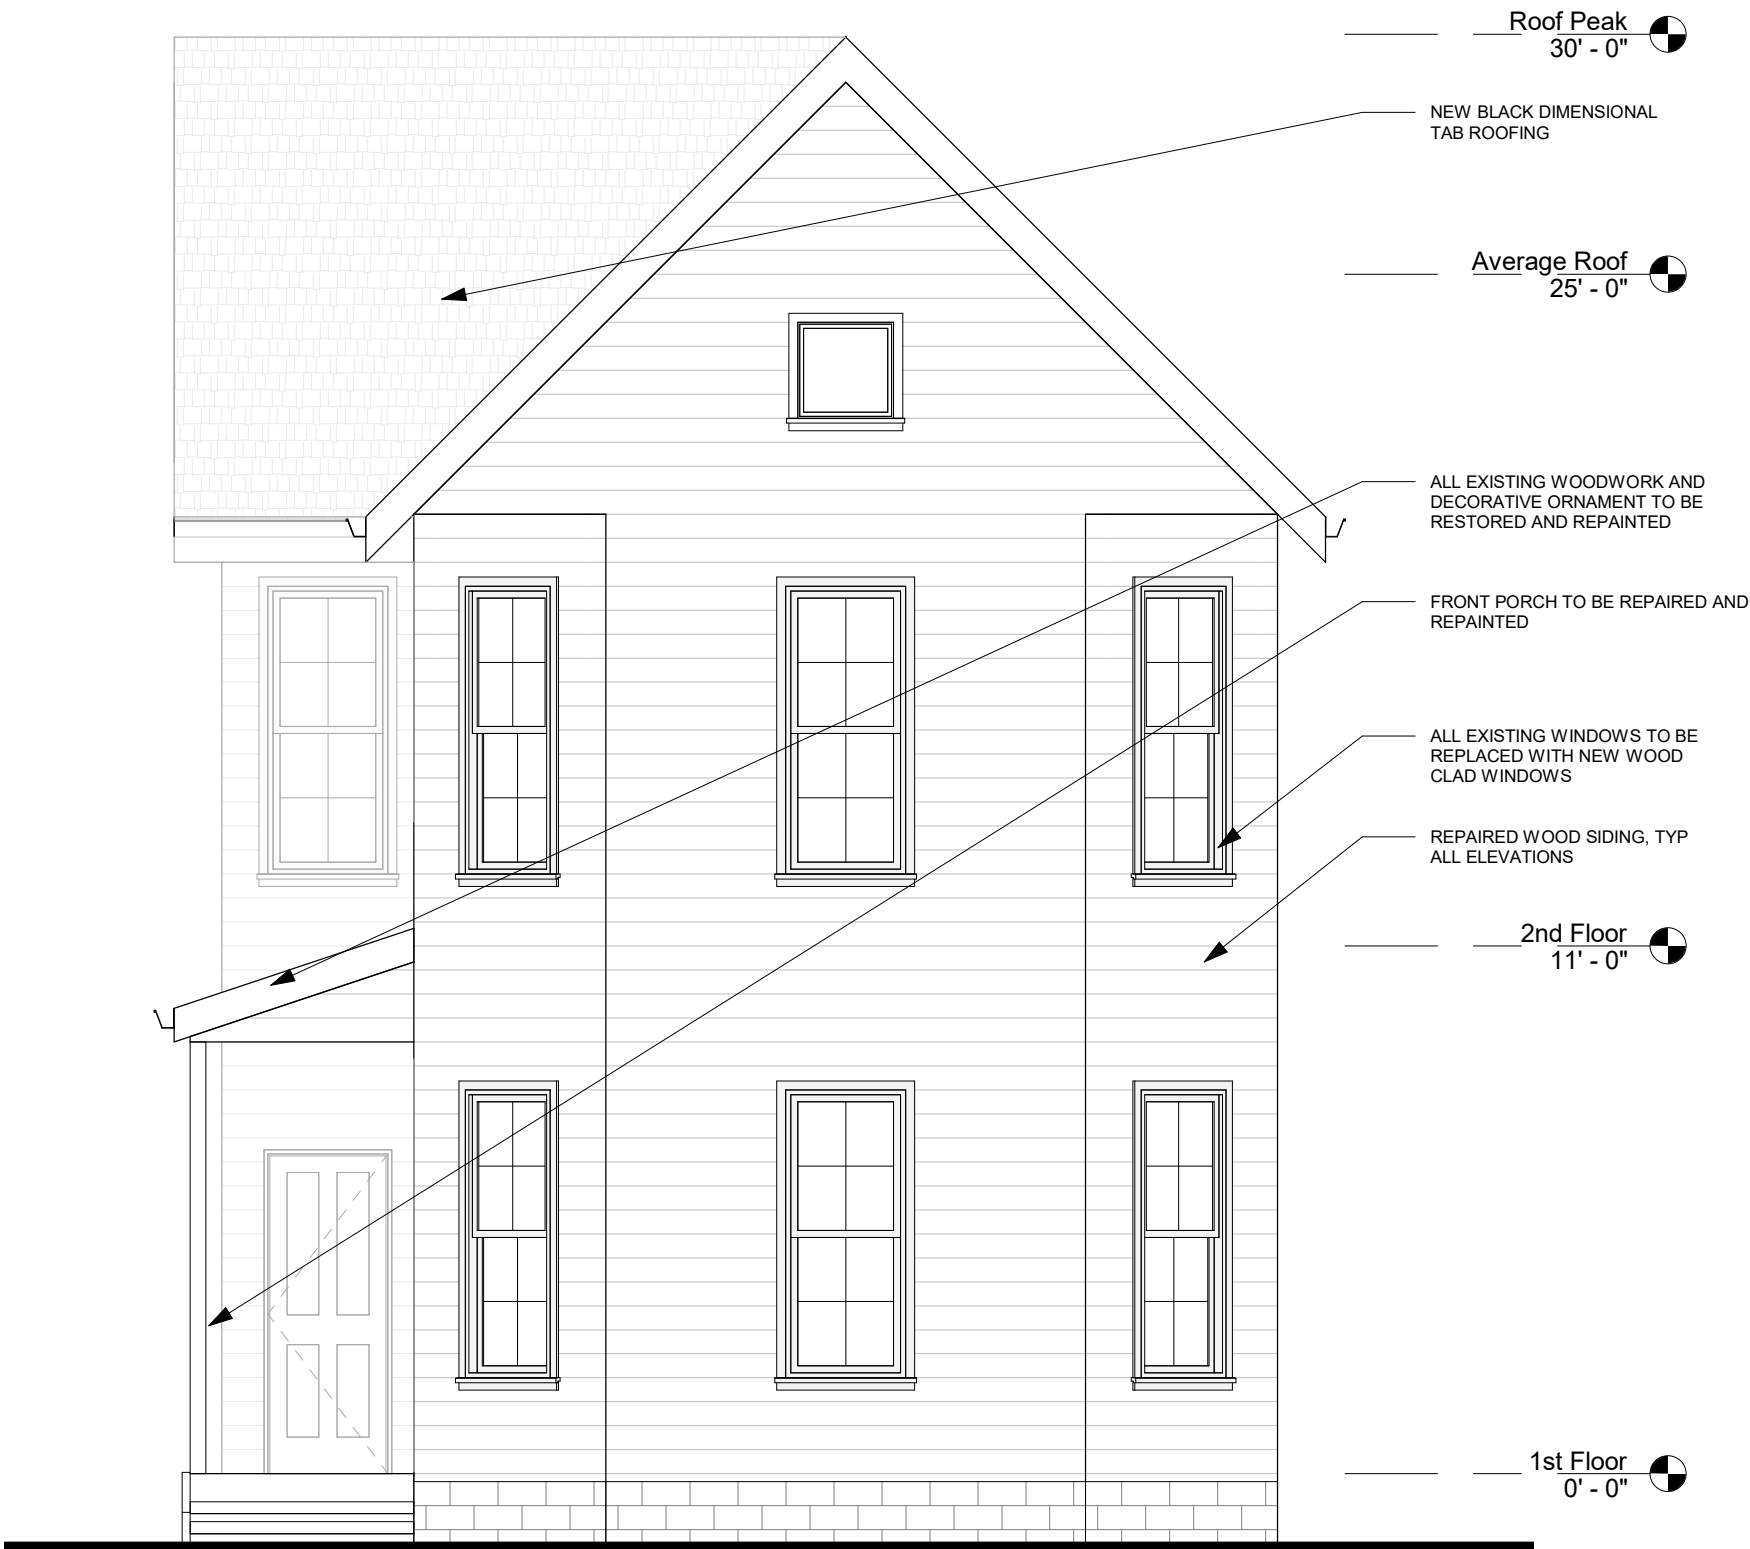 Roof Peak
30' - 0"
NEW BLACK DIMENSIONAL
TAB ROOFING
Average Roof
25' - 0"
ALL EXISTING WOODWORK AND
DECORATIVE ORNAMENT TO BE
RESTORED AND REPAINTED
FRONT PORCH TO BE REPAIRED AND
REPAINTED
ALL EXISTING WINDOWS TO BE
REPLACED WITH NEW WOOD
CLAD WINDOWS
REPAIRED WOOD SIDING, TYP
ALL ELEVATIONS
2nd Floor
11' - 0"
1st Floor
0' - 0"